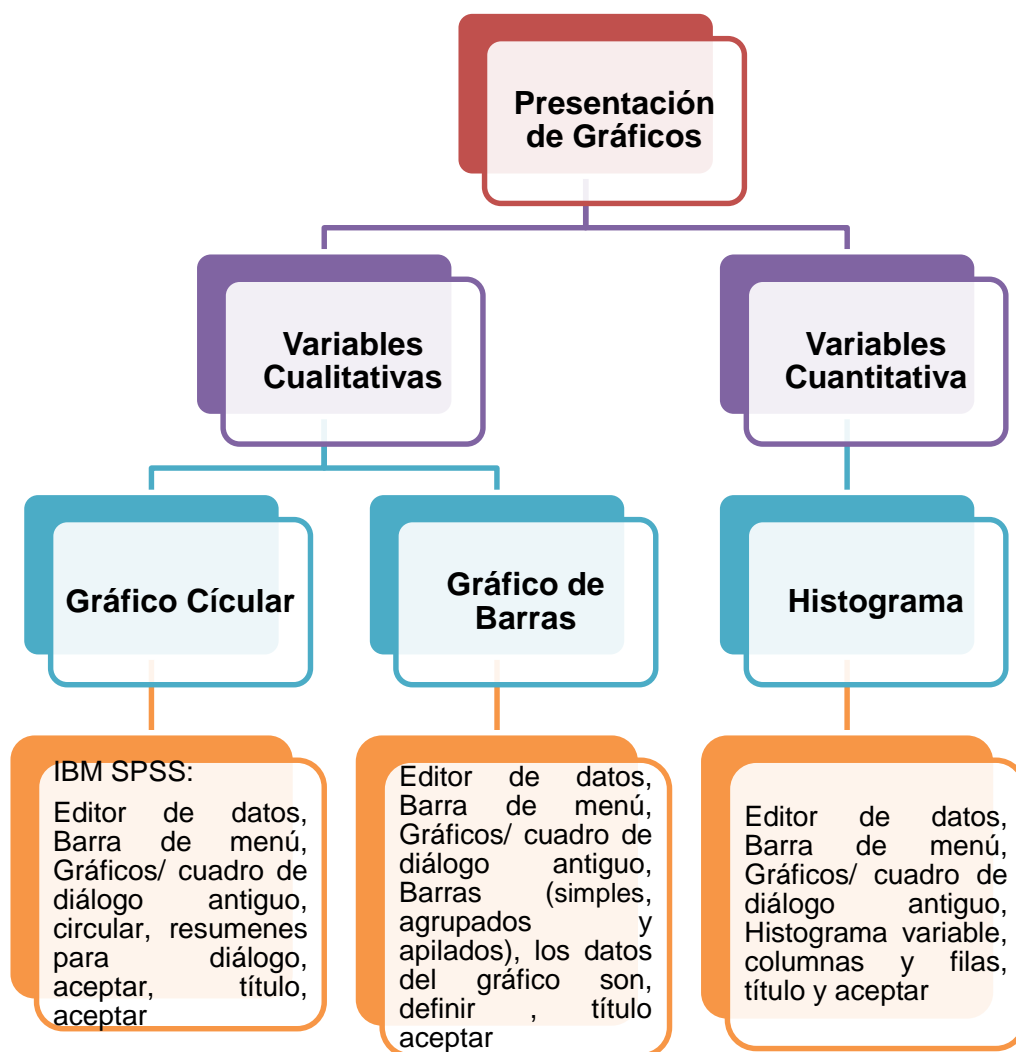 Presentación
de Gráficos
Variables
Cualitativas
Variables
Cuantitativa
Gráfico Cícular
Gráfico de
Barras
Histograma
IBM SPSS:
Editor de datos,
Barra de menú,
Gráficos/ cuadro de
diálogo antiguo,
circular, resumenes
para diálogo,
aceptar, título,
aceptar
Editor de datos,
Barra de menú,
Gráficos/ cuadro de
diálogo antiguo,
Barras (simples,
agrupados y
apilados), los datos
del gráfico son,
definir , título
aceptar
Editor de datos,
Barra de menú,
Gráficos/ cuadro de
diálogo antiguo,
Histograma variable,
columnas y filas,
título y aceptar